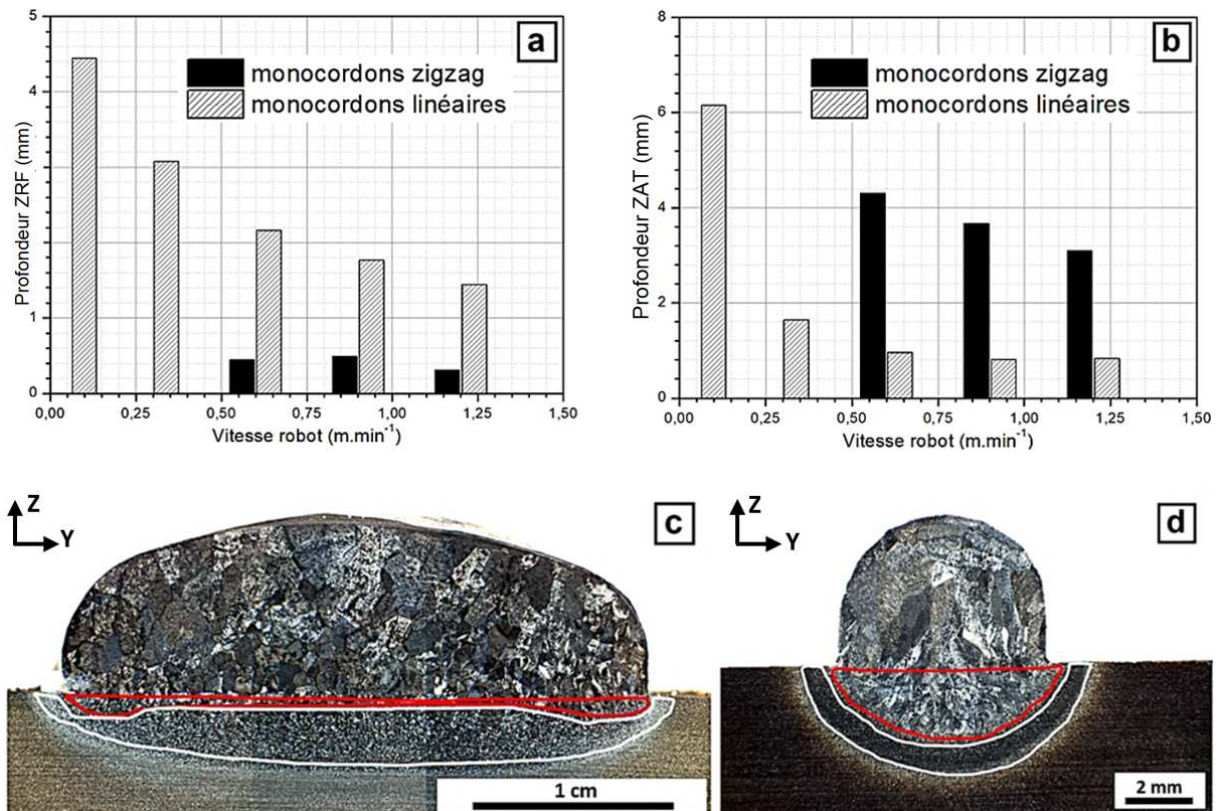 a
monocordons zigzag
monocordons linéaires
Profondeur ZRF (mm)
5
4
1
0
0,00 0,25 0,50 0,75 1,00 1,25 1,50
Vitesse robot (m.min⁻¹)
b
monocordons zigzag
monocordons linéaires
Profondeur ZAT (mm)
8
6
4
2
0
0,00 0,25 0,50 0,75 1,00 1,25 1,50
Vitesse robot (m.min⁻¹)
Z
Y
c
1 cm
Z
Y
d
2 mm